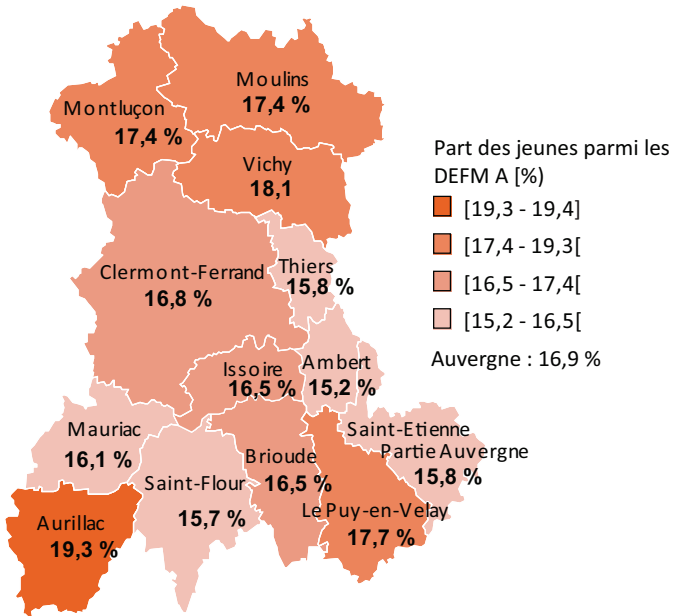 Moulins
17,4 %
Montluçon
17,4 %
Vichy
18,1
Part des jeunes parmi les
DEFM A [%)
[19,3 - 19,4]
[17,4 - 19,3[
[16,5 - 17,4[
[15,2 - 16,5[
Auvergne : 16,9 %
Clermont-Ferrand
16,8 %
Thiers
15,8 %
Issoire
16,5 %
Ambert
15,2 %
Mauriac
16,1 %
Saint-Flour
15,7 %
Brioude
16,5 %
Saint-Etienne
Partie Auvergne
15,8 %
Le Puy-en-Velay
17,7 %
Aurillac
19,3 %